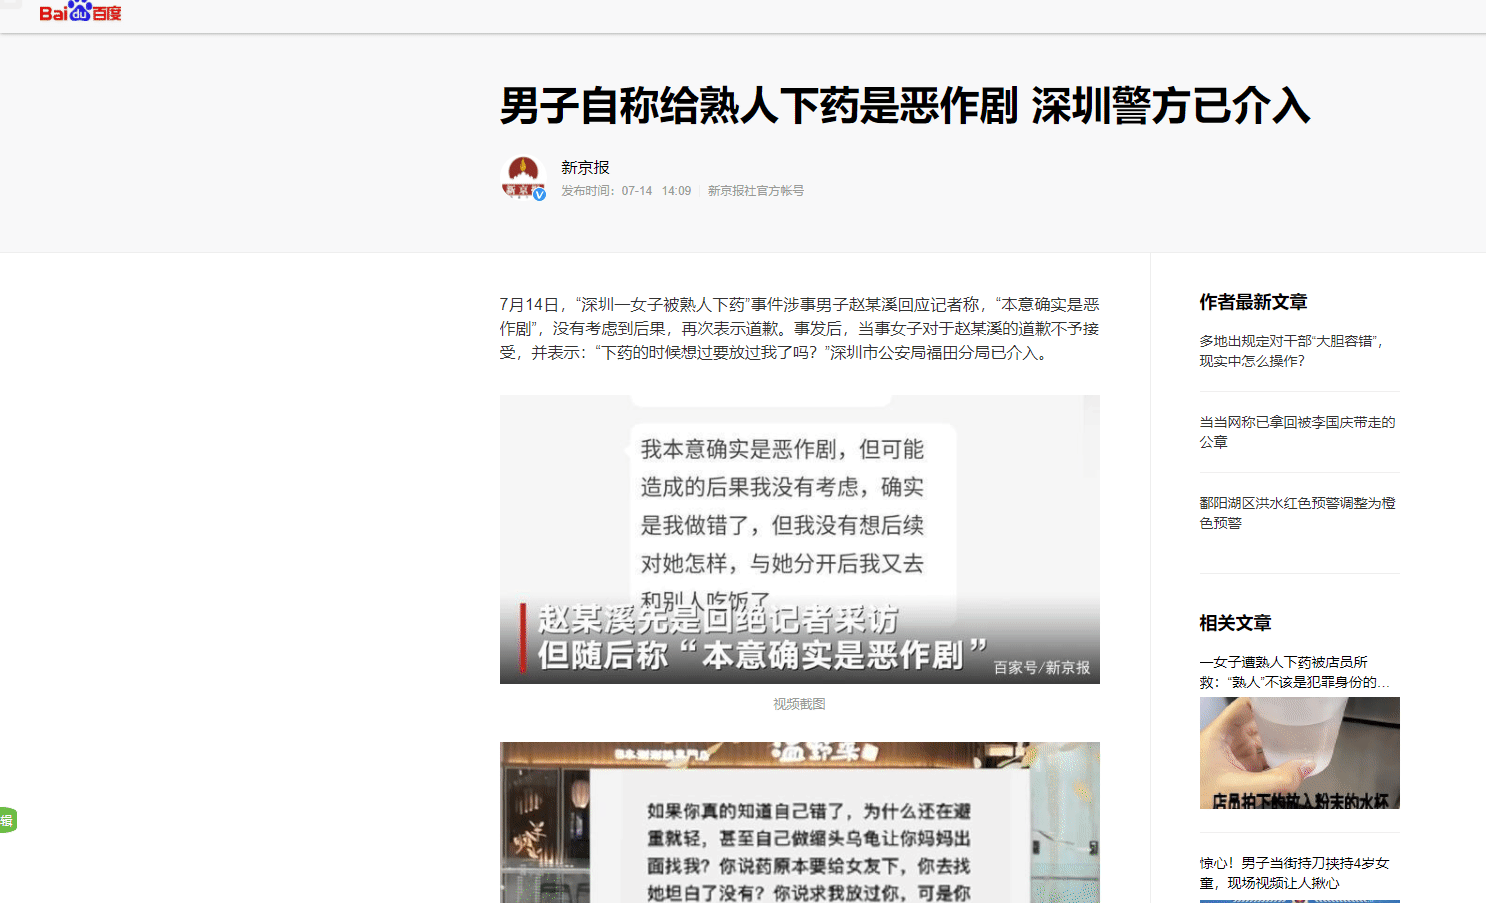 Bai du 百度
男子自称给熟人下药是恶作剧 深圳警方已介入
新京报
发布时间：07-14 14:09 新京报社官方帐号
7月14日，“深圳一女子被熟人下药”事件涉事男子赵某溪回应记者称，“本意确实是恶
作剧”，没有考虑到后果，再次表示道歉。事发后，当事女子对于赵某溪的道歉不予接
受，并表示：“下药的时候想过要放过我了吗？”深圳市公安局福田分局已介入。
我本意确实是恶作剧，但可能
造成的后果我没有考虑，确实
是我做错了，但我没有想后续
对她怎样，与她分开后我又去
和别人吃饭了
赵某溪先是回绝记者采访
但随后称“本意确实是恶作剧”
百家号/新京报
视频截图
如果你真的知道自己错了，为什么还在避
重就轻，甚至自己做缩头乌龟让你妈妈出
面找我？你说药原本要给女友下，你去找
她坦白了没有？你说求我放过你，可是你
作者最新文章
多地出规定对干部“大胆容错”，
现实中怎么操作？
当当网称已拿回被李国庆带走的
公章
鄱阳湖区洪水红色预警调整为橙
色预警
相关文章
一女子遭熟人下药被店员所
救：“熟人”不该是犯罪身份的...
店员拍下的放入粉末的水杯
惊心！男子当街持刀挟持4岁女
童，现场视频让人揪心
辑